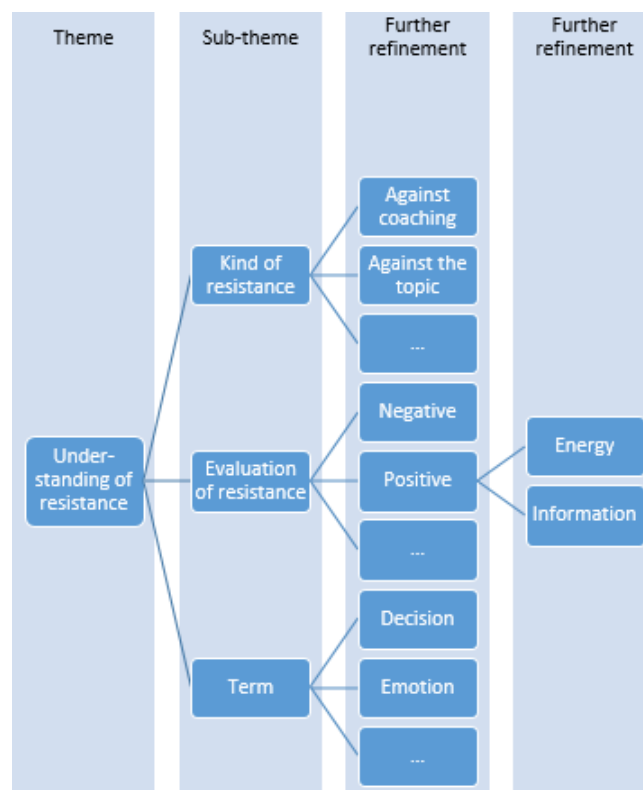 Theme
Sub-theme
Further
refinement
Further
refinement
Against
coaching
Kind of
resistance
Against the
topic
...
Negative
Under-
standing of
resistance
Evaluation
of resistance
Positive
Energy
Information
...
Decision
Term
Emotion
...